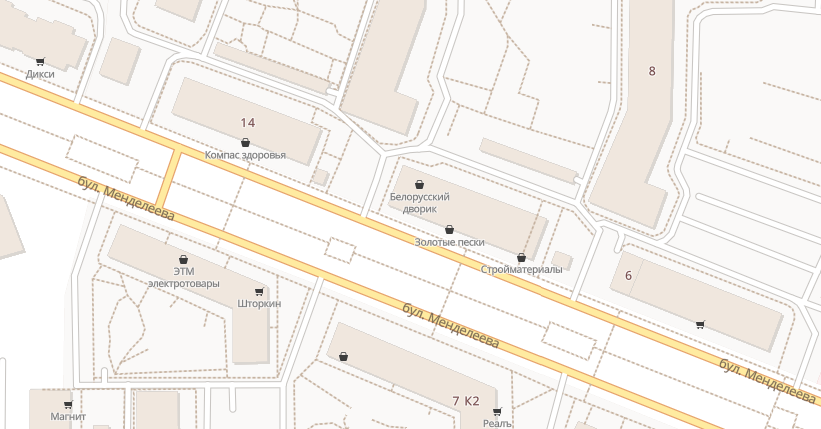 8
Дикси
14
Компас здоровья
бул. Менделеева
Белорусский
дворик
Золотые пески
Стройматериалы
ЭТМ
электротовары
6
Шторкин
бул. Менделеева
бул. Менделеева
7 К2
Магнит
Реалъ